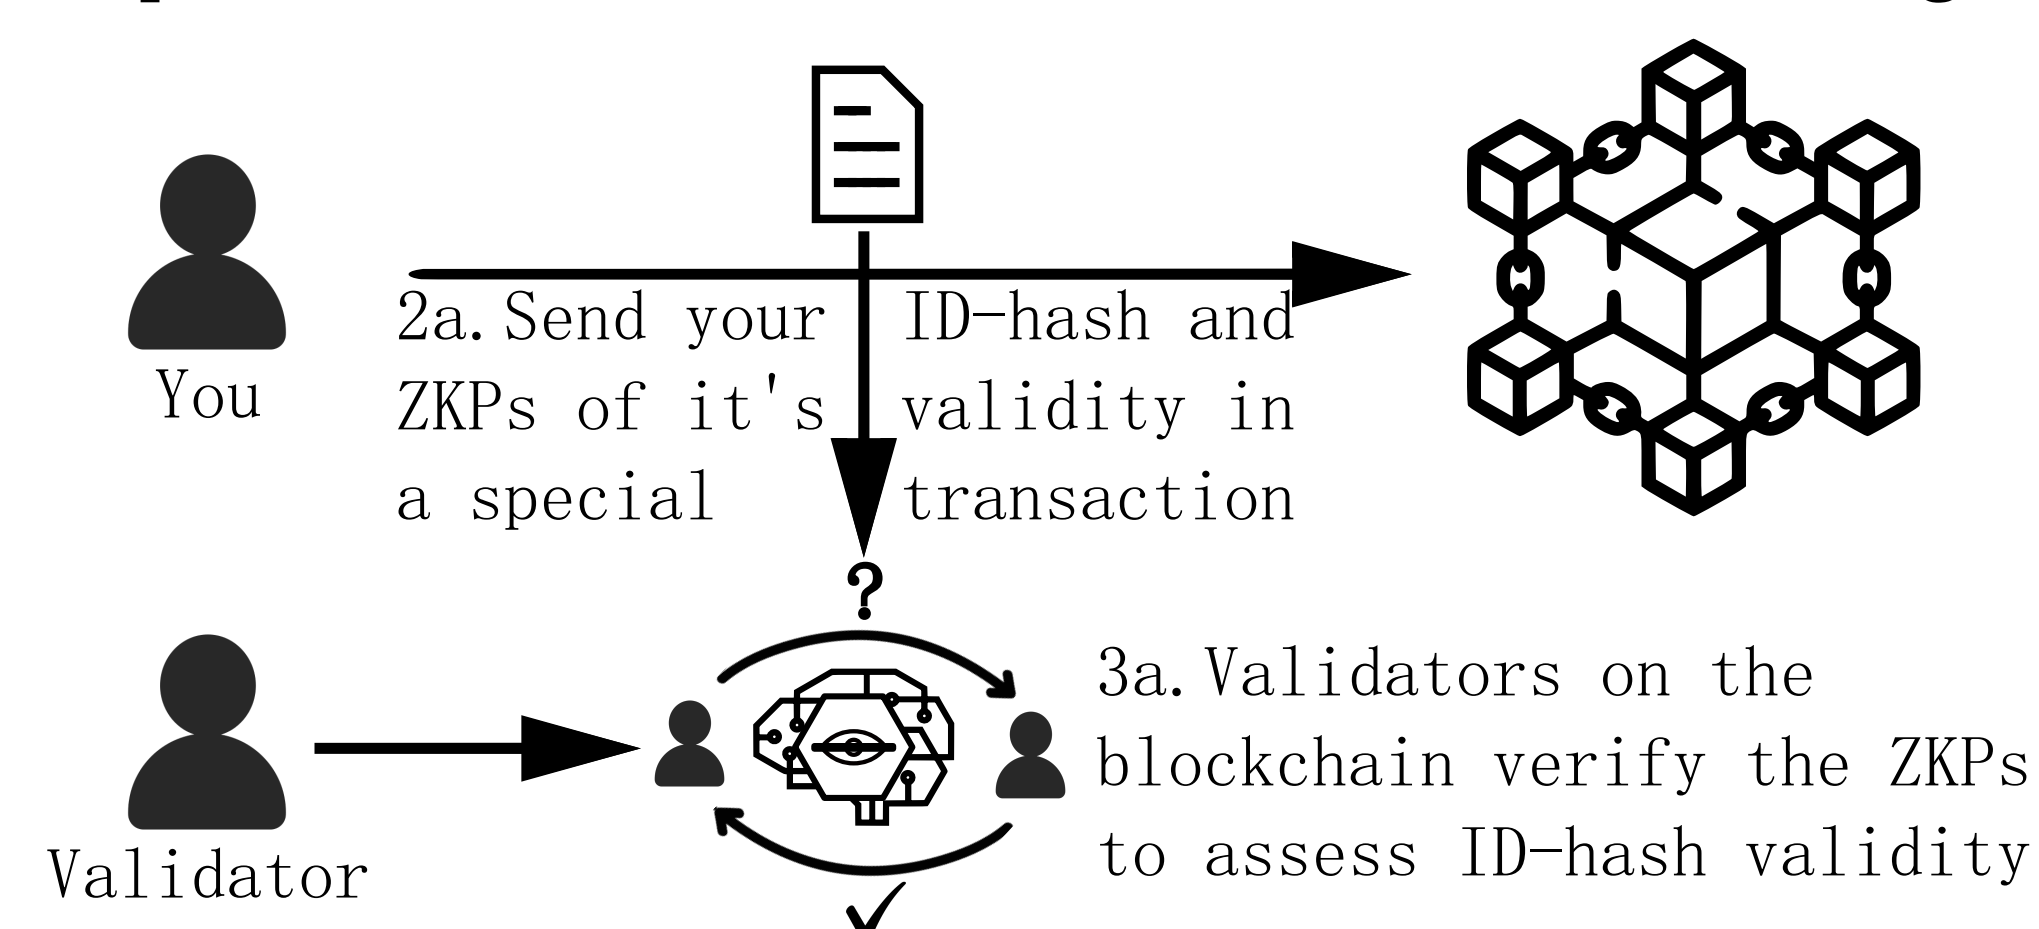 2a.Send your ID-hash and
ZKPs of it's validity in
a special transaction
You
?
3a.Validators on the
blockchain verify the ZKPs
to assess ID-hash validity
Validator